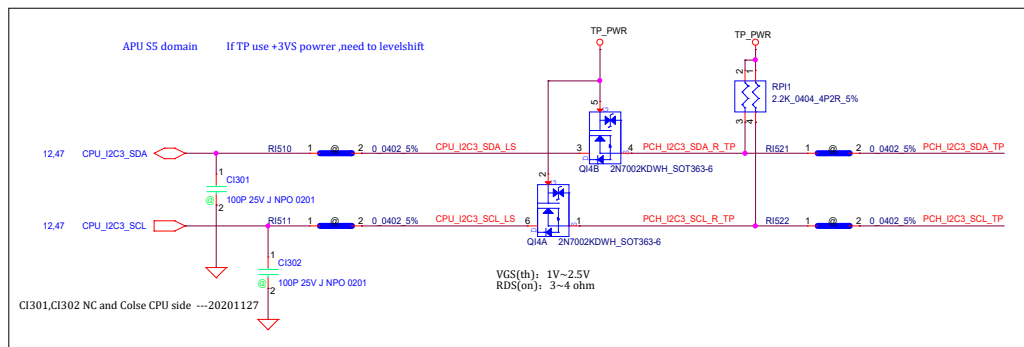 APU S5 domain If TP use +3VS powrer ,need to levelshift
TP_PWR
TP_PWR
RPI1
2.2K_0404_4P2R_5%
2 1
3 4
5
G
12,47 CPU_I2C3_SDA RI510 1 @ 2 0_0402_5% CPU_I2C3_SDA_LS 3 D S 4 PCH_I2C3_SDA_R_TP RI521 1 @ 2 0_0402_5% PCH_I2C3_SDA_TP
QI4B 2N7002KDWH_SOT363-6
1
CI301
@ 100P 25V J NPO 0201
2
2
G
12,47 CPU_I2C3_SCL RI511 1 @ 2 0_0402_5% CPU_I2C3_SCL_LS 6 D S 1 PCH_I2C3_SCL_R_TP RI522 1 @ 2 0_0402_5% PCH_I2C3_SCL_TP
QI4A 2N7002KDWH_SOT363-6
1
CI302
@ 100P 25V J NPO 0201
2
VGS(th): 1V~2.5V
RDS(on): 3~4 ohm
CI301,CI302 NC and Colse CPU side ---20201127